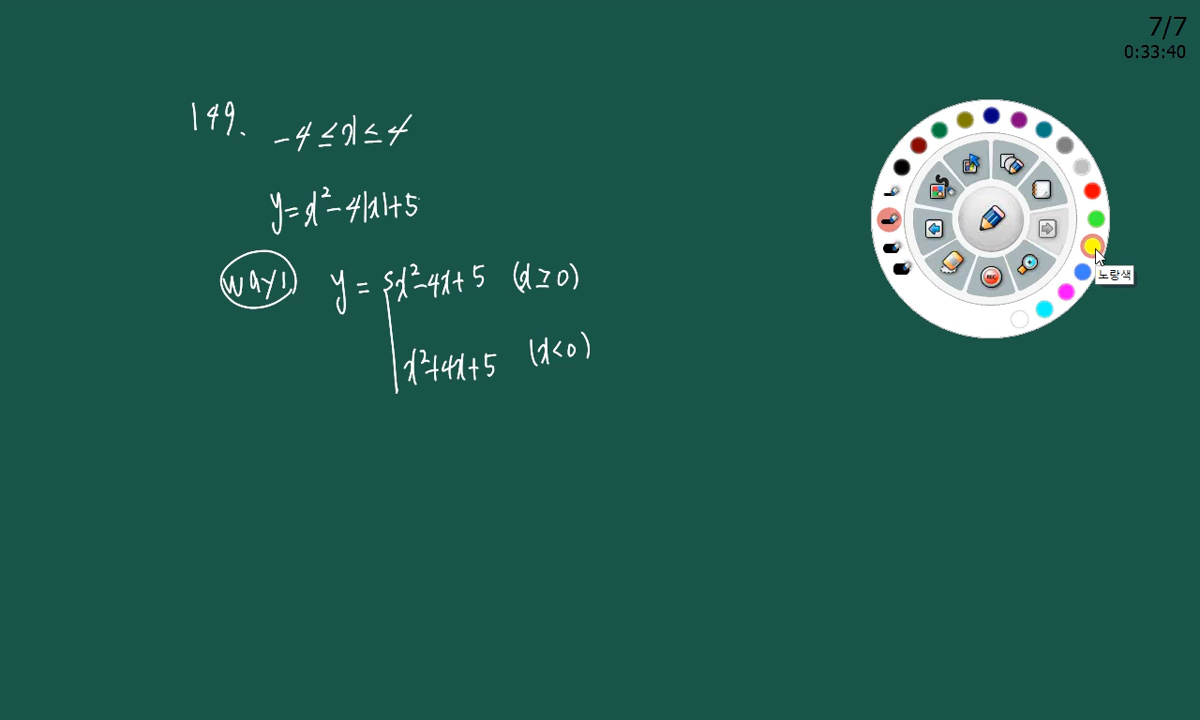 7/7
0:33:40
149. -4 ≤ x ≤ 4
y = x² - 4|x| + 5
way1) y = { x² - 4x + 5 (x ≥ 0)
x² + 4x + 5 (x < 0)
REC
노랑색